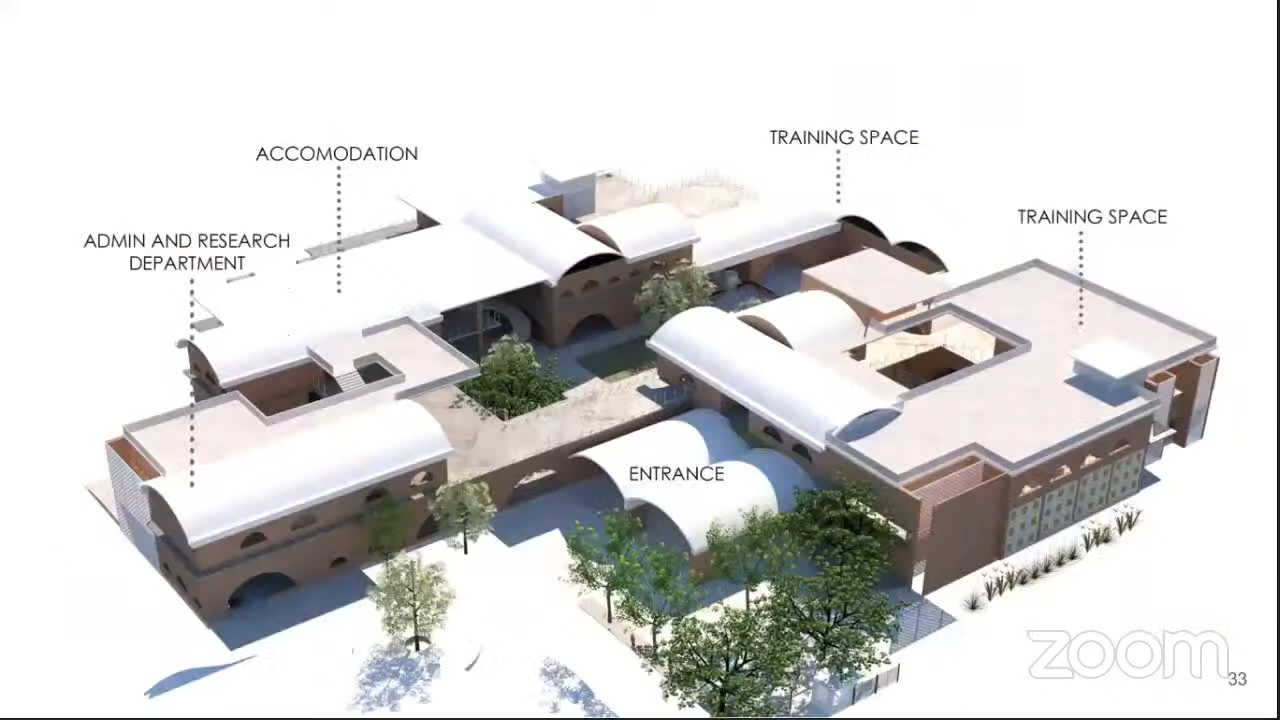 TRAINING SPACE
ACCOMODATION
TRAINING SPACE
ADMIN AND RESEARCH
DEPARTMENT
ENTRANCE
zoom
33